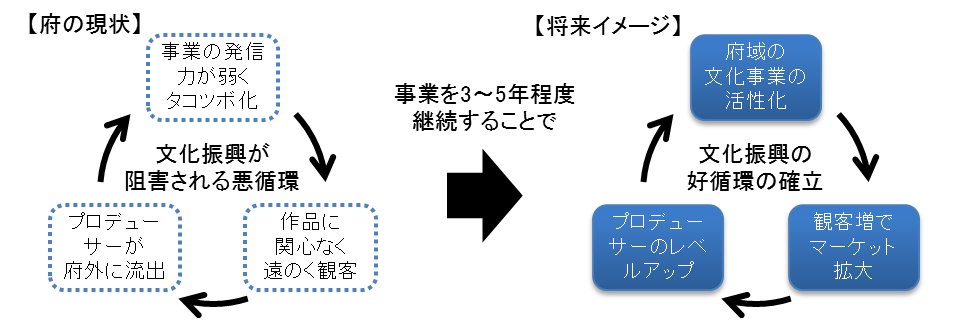 【府の現状】
事業の発信
力が弱く
タコツボ化
文化振興が
阻害される悪循環
プロデュー
サーが
府外に流出
作品に
関心なく
遠のく観客
事業を3～5年程度
継続することで
【将来イメージ】
府域の
文化事業の
活性化
文化振興の
好循環の確立
プロデュー
サーのレベ
ルアップ
観客増で
マーケット
拡大